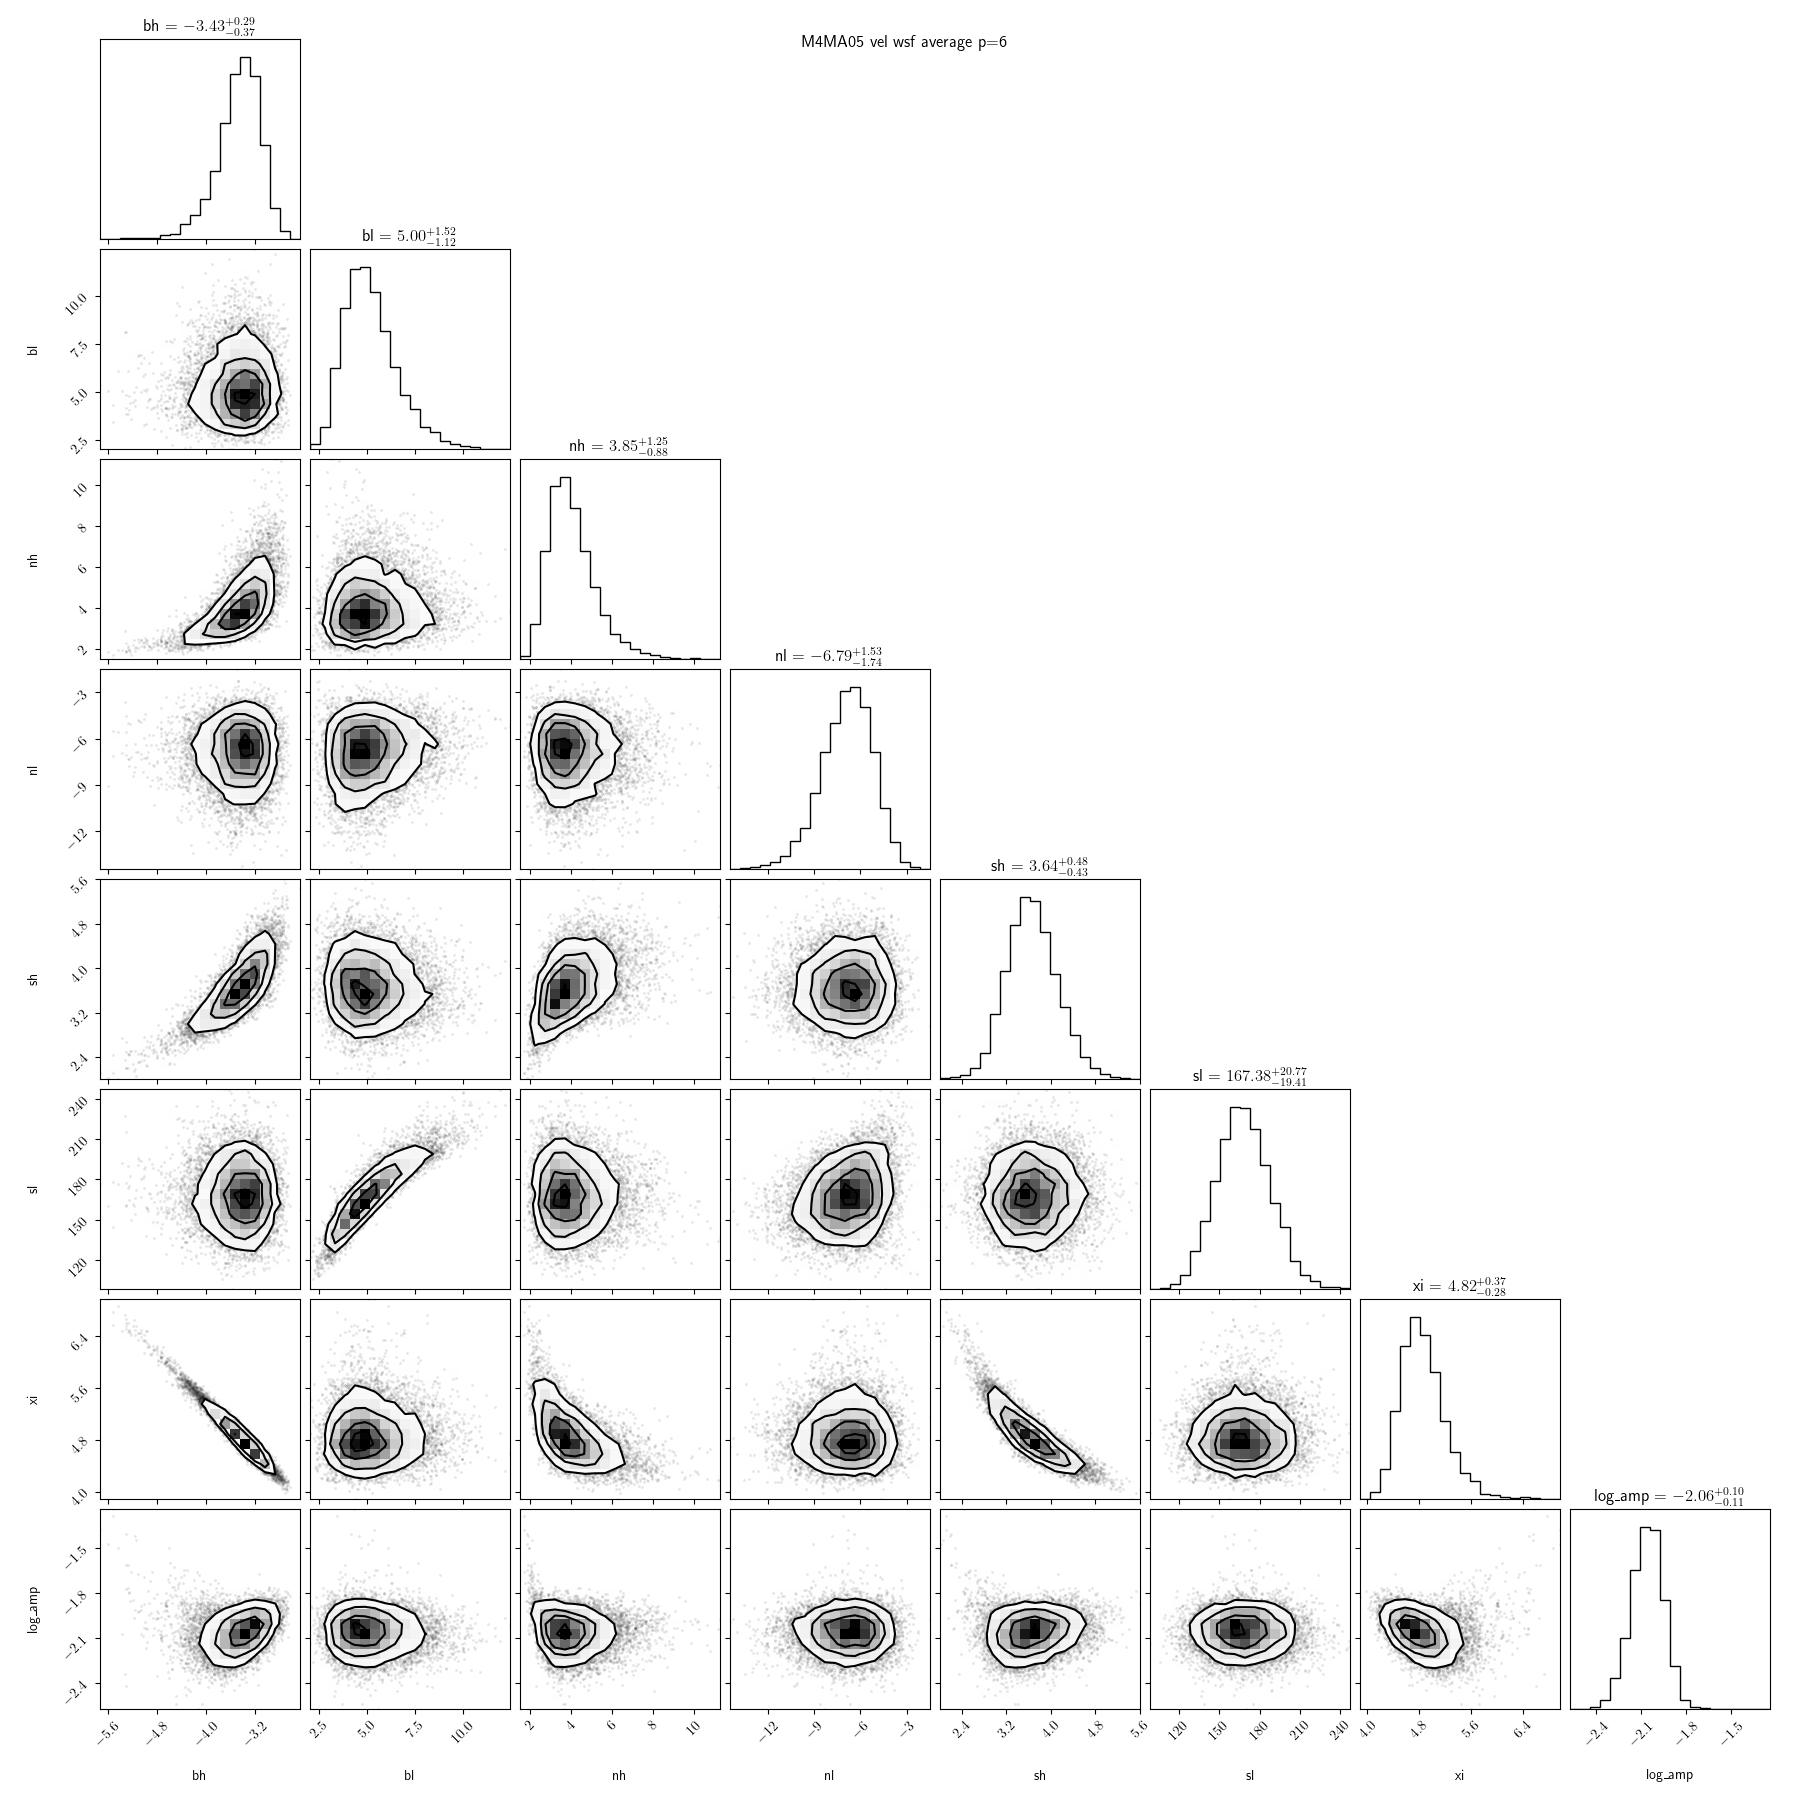 M4MA05 vel wsf average p=6
bh = −3.43+0.29−0.37
bl = 5.00+1.52−1.12
10.0
7.5
5.0
2.5
bl
nh = 3.85+1.25−0.88
10
8
6
4
2
nh
nl = −6.79+1.53−1.74
−3
−6
−9
−12
nl
sh = 3.64+0.48−0.43
5.6
4.8
4.0
3.2
2.4
sh
sl = 167.38+20.77−19.41
240
210
180
150
120
sl
xi = 4.82+0.37−0.28
6.4
5.6
4.8
4.0
xi
log_amp = −2.06+0.10−0.11
−1.5
−1.8
−2.1
−2.4
log_amp
−5.6 −4.8 −4.0 −3.2 2.5 5.0 7.5 10.0 2 4 6 8 10 −12 −9 −6 −3 2.4 3.2 4.0 4.8 5.6 120 150 180 210 240 4.0 4.8 5.6 6.4 −2.4 −2.1 −1.8 −1.5
bh bl nh nl sh sl xi log_amp